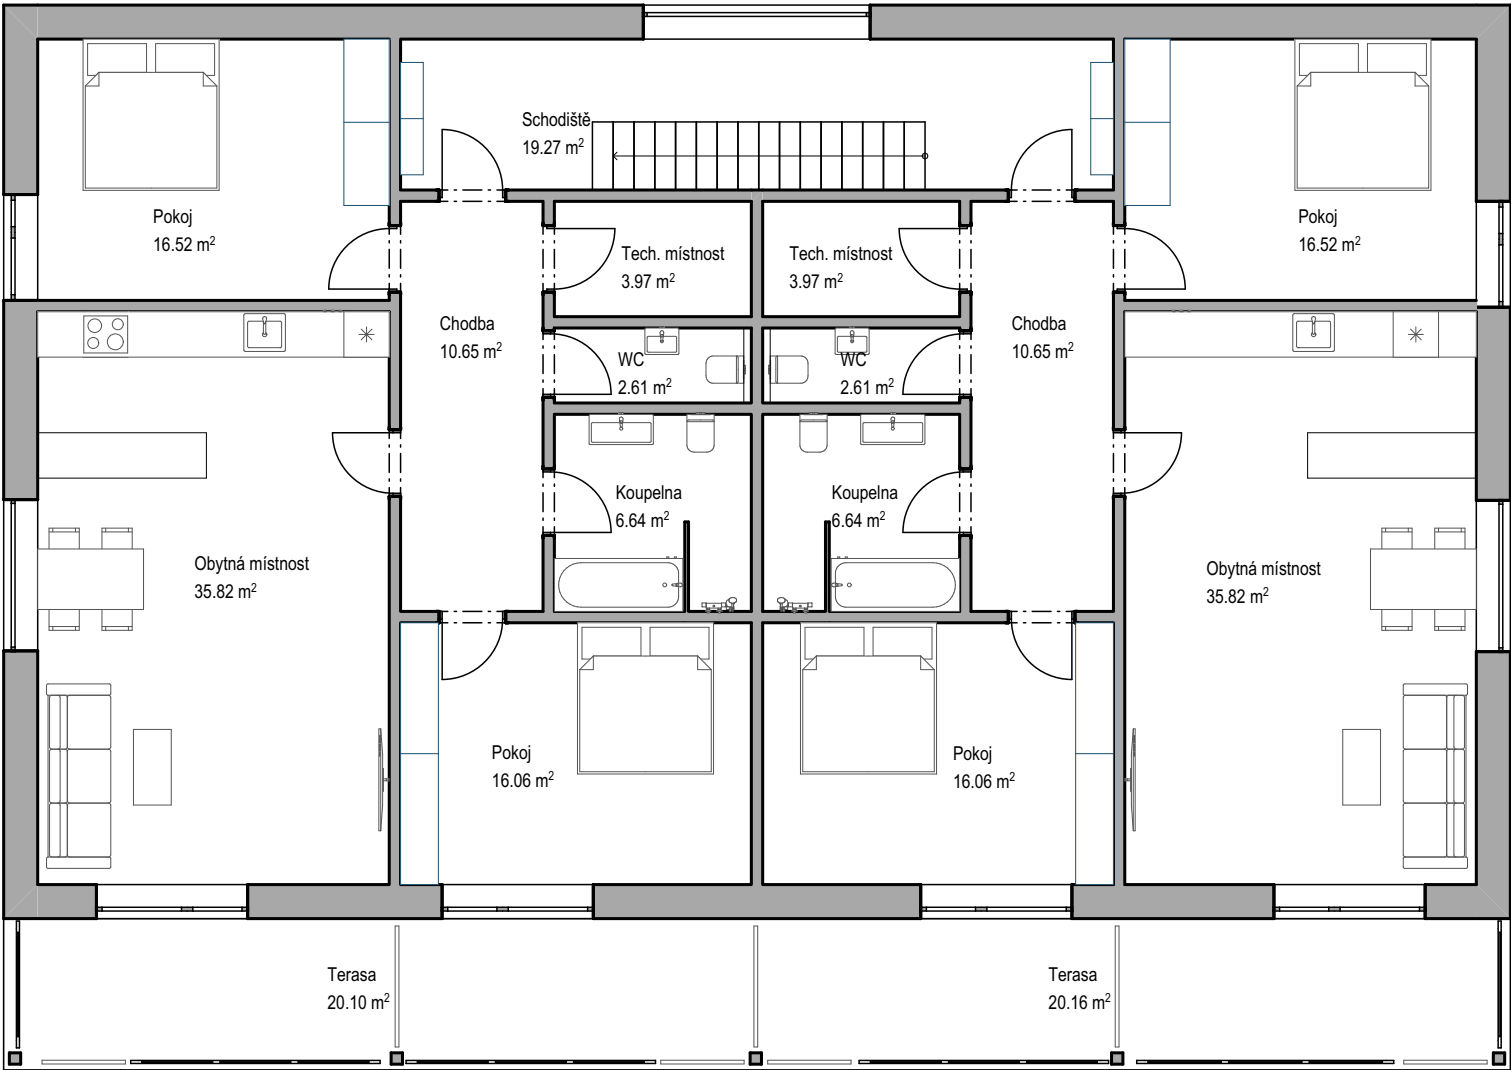 Schodiště
19.27 m²
Pokoj
16.52 m²
Pokoj
16.52 m²
Tech. místnost
3.97 m²
Tech. místnost
3.97 m²
Chodba
10.65 m²
Chodba
10.65 m²
WC
2.61 m²
WC
2.61 m²
Koupelna
6.64 m²
Koupelna
6.64 m²
Obytná místnost
35.82 m²
Obytná místnost
35.82 m²
Pokoj
16.06 m²
Pokoj
16.06 m²
Terasa
20.10 m²
Terasa
20.16 m²